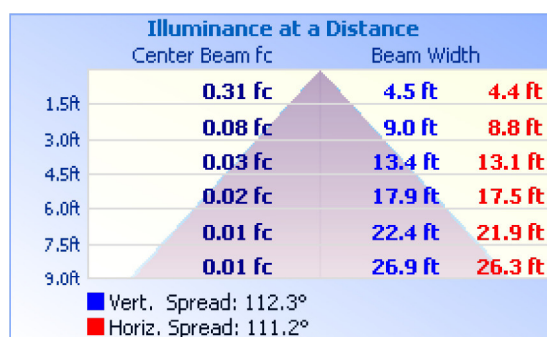 Illuminance at a Distance
Center Beam fc Beam Width
1.5ft 0.31 fc 4.5 ft 4.4 ft
3.0ft 0.08 fc 9.0 ft 8.8 ft
4.5ft 0.03 fc 13.4 ft 13.1 ft
6.0ft 0.02 fc 17.9 ft 17.5 ft
7.5ft 0.01 fc 22.4 ft 21.9 ft
9.0ft 0.01 fc 26.9 ft 26.3 ft
Vert. Spread: 112.3°
Horiz. Spread: 111.2°